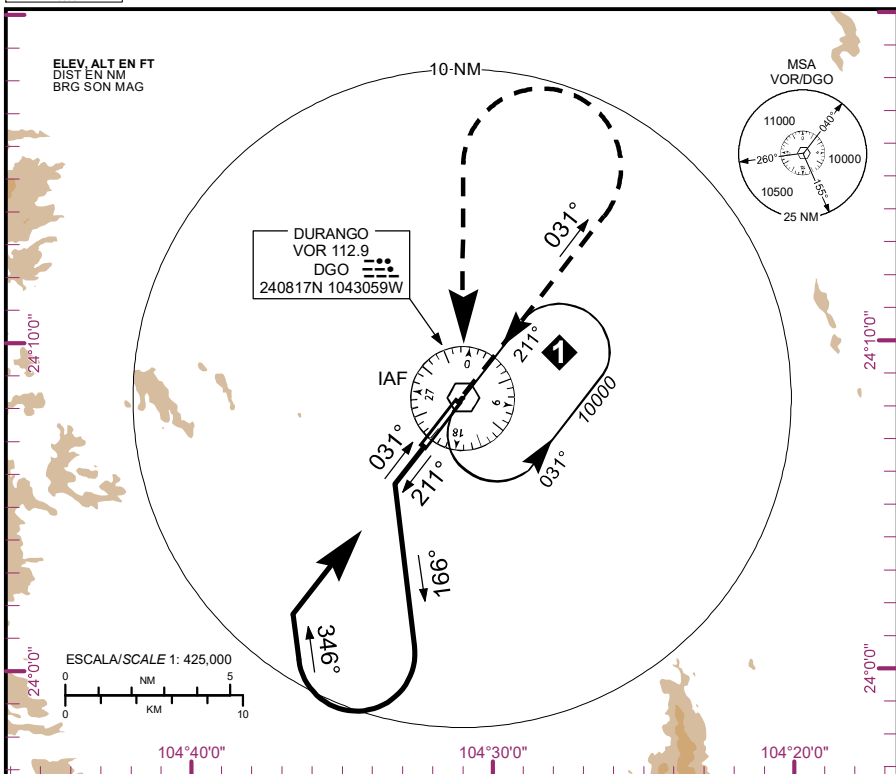 ELEV, ALT EN FT
DIST EN NM
BRG SON MAG
10-NM
MSA
VOR/DGO
11000
040°
260°
10000
10500
155°
25 NM
DURANGO
VOR 112.9
DGO
240817N 1043059W
031°
211°
1
IAF
0
27
9
18
10000
031°
031°
211°
166°
346°
24°10'0"
24°10'0"
24°0'0"
24°0'0"
ESCALA/SCALE 1: 425,000
0 NM 5
0 KM 10
104°40'0"
104°30'0"
104°20'0"